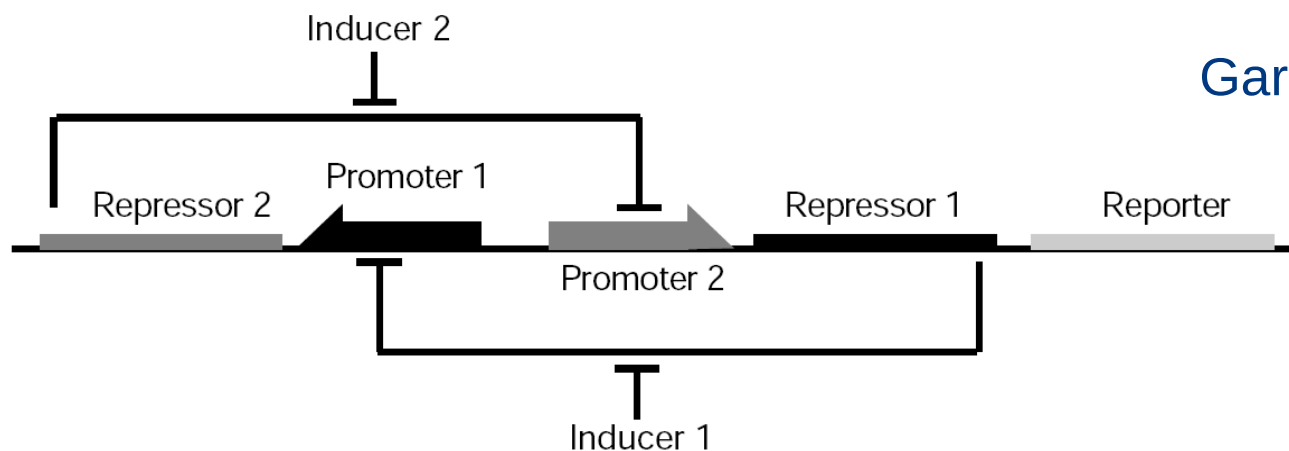 Inducer 2
Gar
Promoter 1
Repressor 2
Repressor 1
Reporter
Promoter 2
Inducer 1